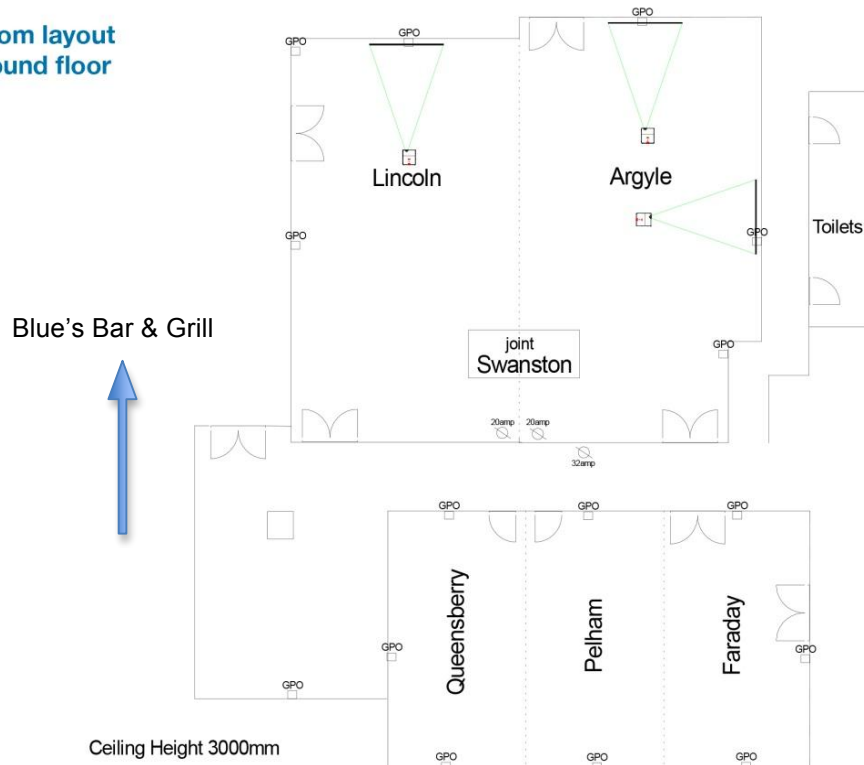 om layout
ound floor
GPO
GPO
GPO
Lincoln
Argyle
Toilets
GPO
GPO
Blue's Bar & Grill
joint
Swanston
GPO
20amp
20amp
32amp
GPO
GPO
GPO
Queensberry
Pelham
Faraday
GPO
GPO
GPO
Ceiling Height 3000mm
GPO
GPO
GPO